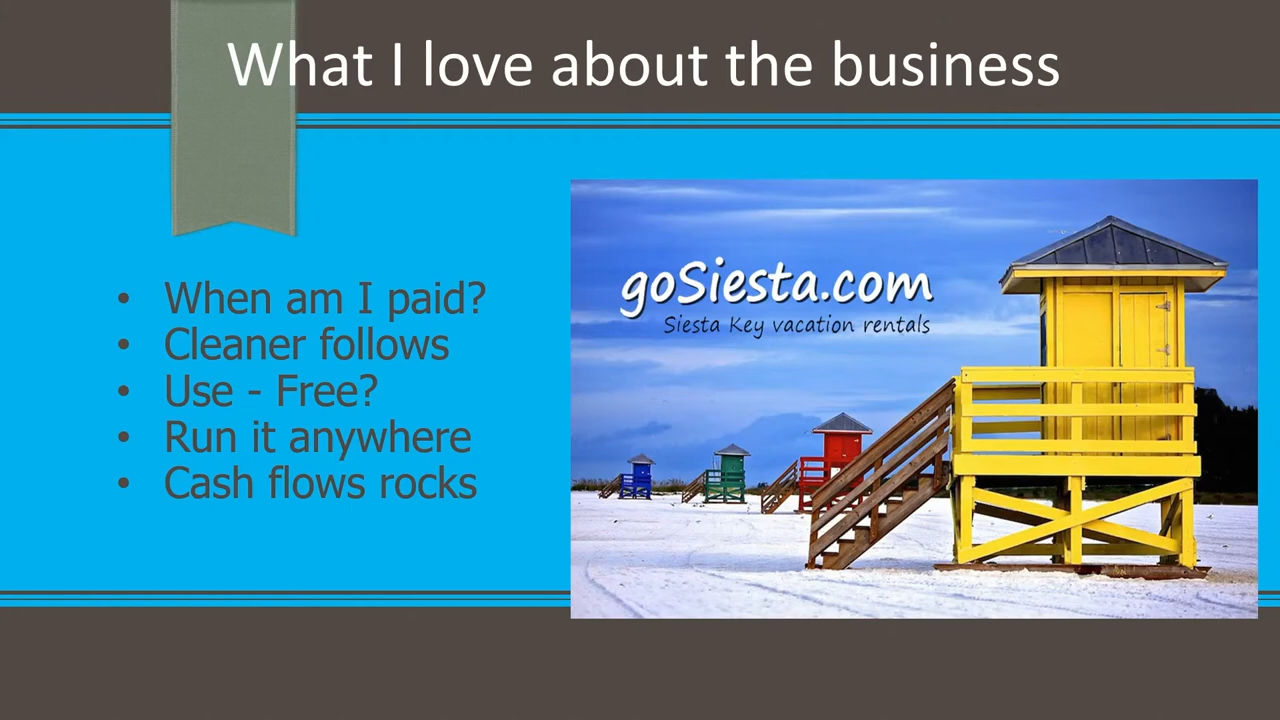 What I love about the business
• When am I paid?
• Cleaner follows
• Use - Free?
• Run it anywhere
• Cash flows rocks
goSiesta.com
Siesta Key vacation rentals